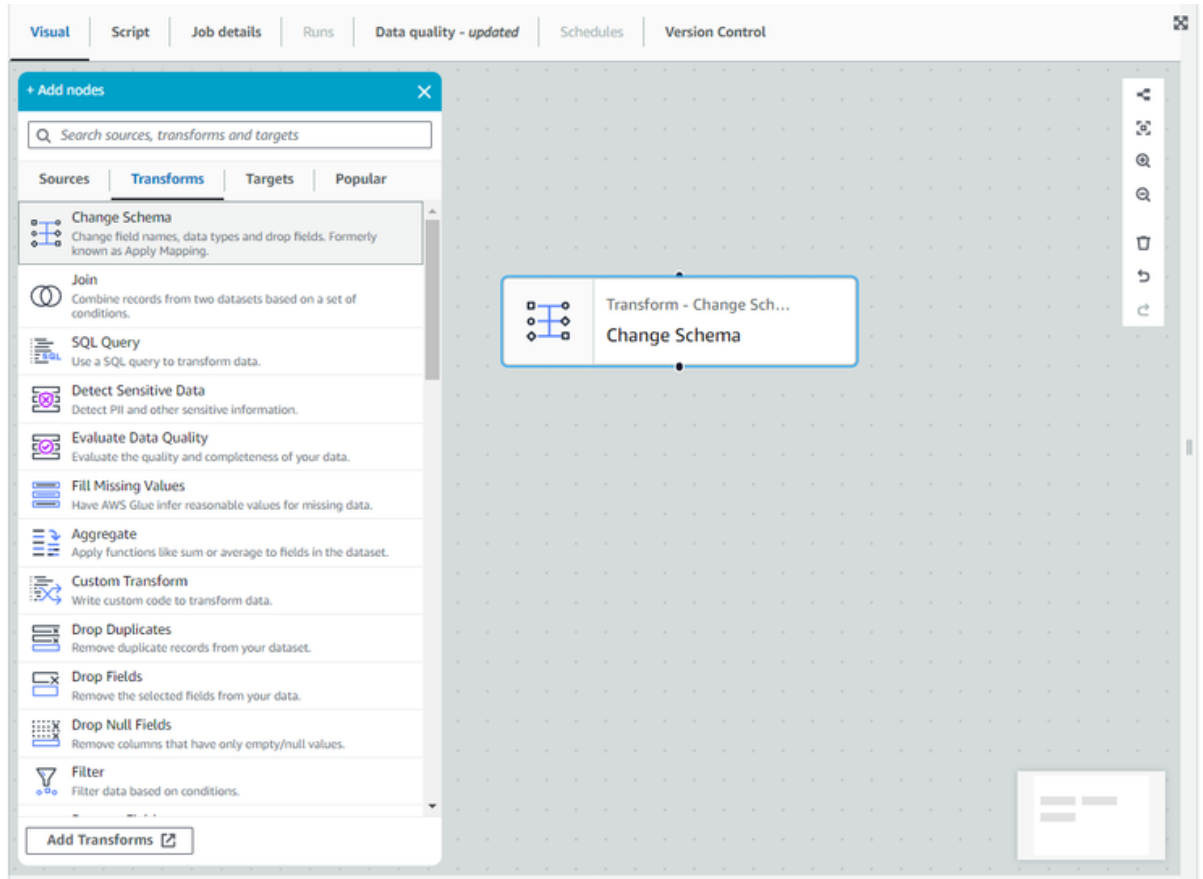 Visual
Script
Job details
Runs
Data quality - updated
Schedules
Version Control
+ Add nodes
Search sources, transforms and targets
Sources
Transforms
Targets
Popular
Change Schema
Change field names, data types and drop fields. Formerly
known as Apply Mapping.
Join
Combine records from two datasets based on a set of
conditions.
SQL Query
SQL
Use a SQL query to transform data.
Detect Sensitive Data
Detect PII and other sensitive information.
Evaluate Data Quality
Evaluate the quality and completeness of your data.
Fill Missing Values
Have AWS Glue infer reasonable values for missing data.
Aggregate
Apply functions like sum or average to fields in the dataset.
Custom Transform
Write custom code to transform data.
Drop Duplicates
Remove duplicate records from your dataset.
Drop Fields
Remove the selected fields from your data.
Drop Null Fields
Remove columns that have only empty/null values.
Filter
Filter data based on conditions.
Add Transforms
Transform - Change Sch...
Change Schema